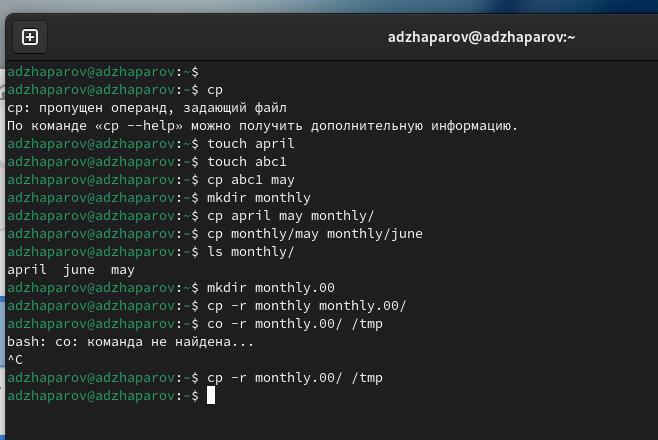 adzhaparov@adzhaparov:~
adzhaparov@adzhaparov:~$
adzhaparov@adzhaparov:~$ cp
cp: пропущен операнд, задающий файл
По команде «cp --help» можно получить дополнительную информацию.
adzhaparov@adzhaparov:~$ touch april
adzhaparov@adzhaparov:~$ touch abc1
adzhaparov@adzhaparov:~$ cp abc1 may
adzhaparov@adzhaparov:~$ mkdir monthly
adzhaparov@adzhaparov:~$ cp april may monthly/
adzhaparov@adzhaparov:~$ cp monthly/may monthly/june
adzhaparov@adzhaparov:~$ ls monthly/
april  june  may
adzhaparov@adzhaparov:~$ mkdir monthly.00
adzhaparov@adzhaparov:~$ cp -r monthly monthly.00/
adzhaparov@adzhaparov:~$ co -r monthly.00/ /tmp
bash: co: команда не найдена...
^C
adzhaparov@adzhaparov:~$ cp -r monthly.00/ /tmp
adzhaparov@adzhaparov:~$